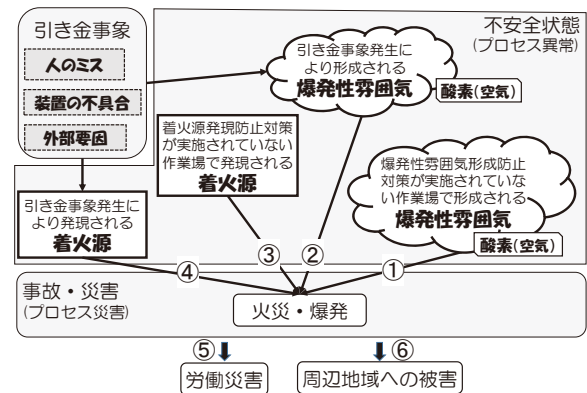 引き金事象
人のミス
装置の不具合
外部要因
不安全状態
(プロセス異常)
引き金事象発生に
より形成される
爆発性雰囲気
酸素(空気)
着火源発現防止対策
が実施されていない
作業場で発現される
着火源
爆発性雰囲気形成防止
対策が実施されていな
い作業場で形成される
爆発性雰囲気
酸素(空気)
引き金事象発生に
より発現される
着火源
④
③
②
①
事故・災害
(プロセス災害)
火災・爆発
⑤
⑥
労働災害
周辺地域への被害